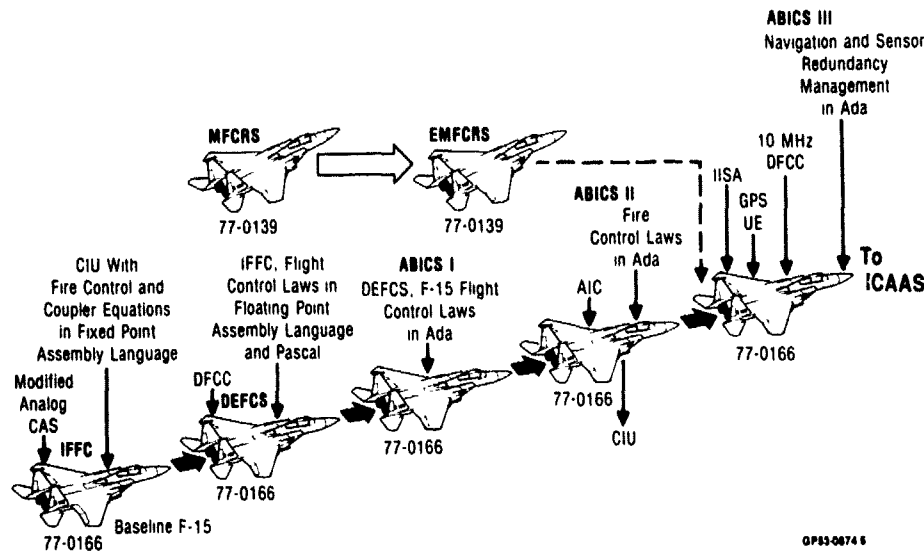 ABICS III
Navigation and Sensor
Redundancy
Management
in Ada
MFCRS
EMFCRS
10 MHz
DFCC
IISA
GPS
UE
77-0139
77-0139
ABICS II
Fire
Control Laws
in Ada
AIC
To
ICAAS
77-0166
CIU With
Fire Control and
Coupler Equations
in Fixed Point
Assembly Language
IFFC, Flight
Control Laws in
Floating Point
Assembly Language
and Pascal
ABICS I
DEFCS, F-15 Flight
Control Laws
in Ada
Modified
Analog
CAS
IFFC
DFCC
DEFCS
77-0166
CIU
77-0166
77-0166
Baseline F-15
77-0166
GP83-0674 5